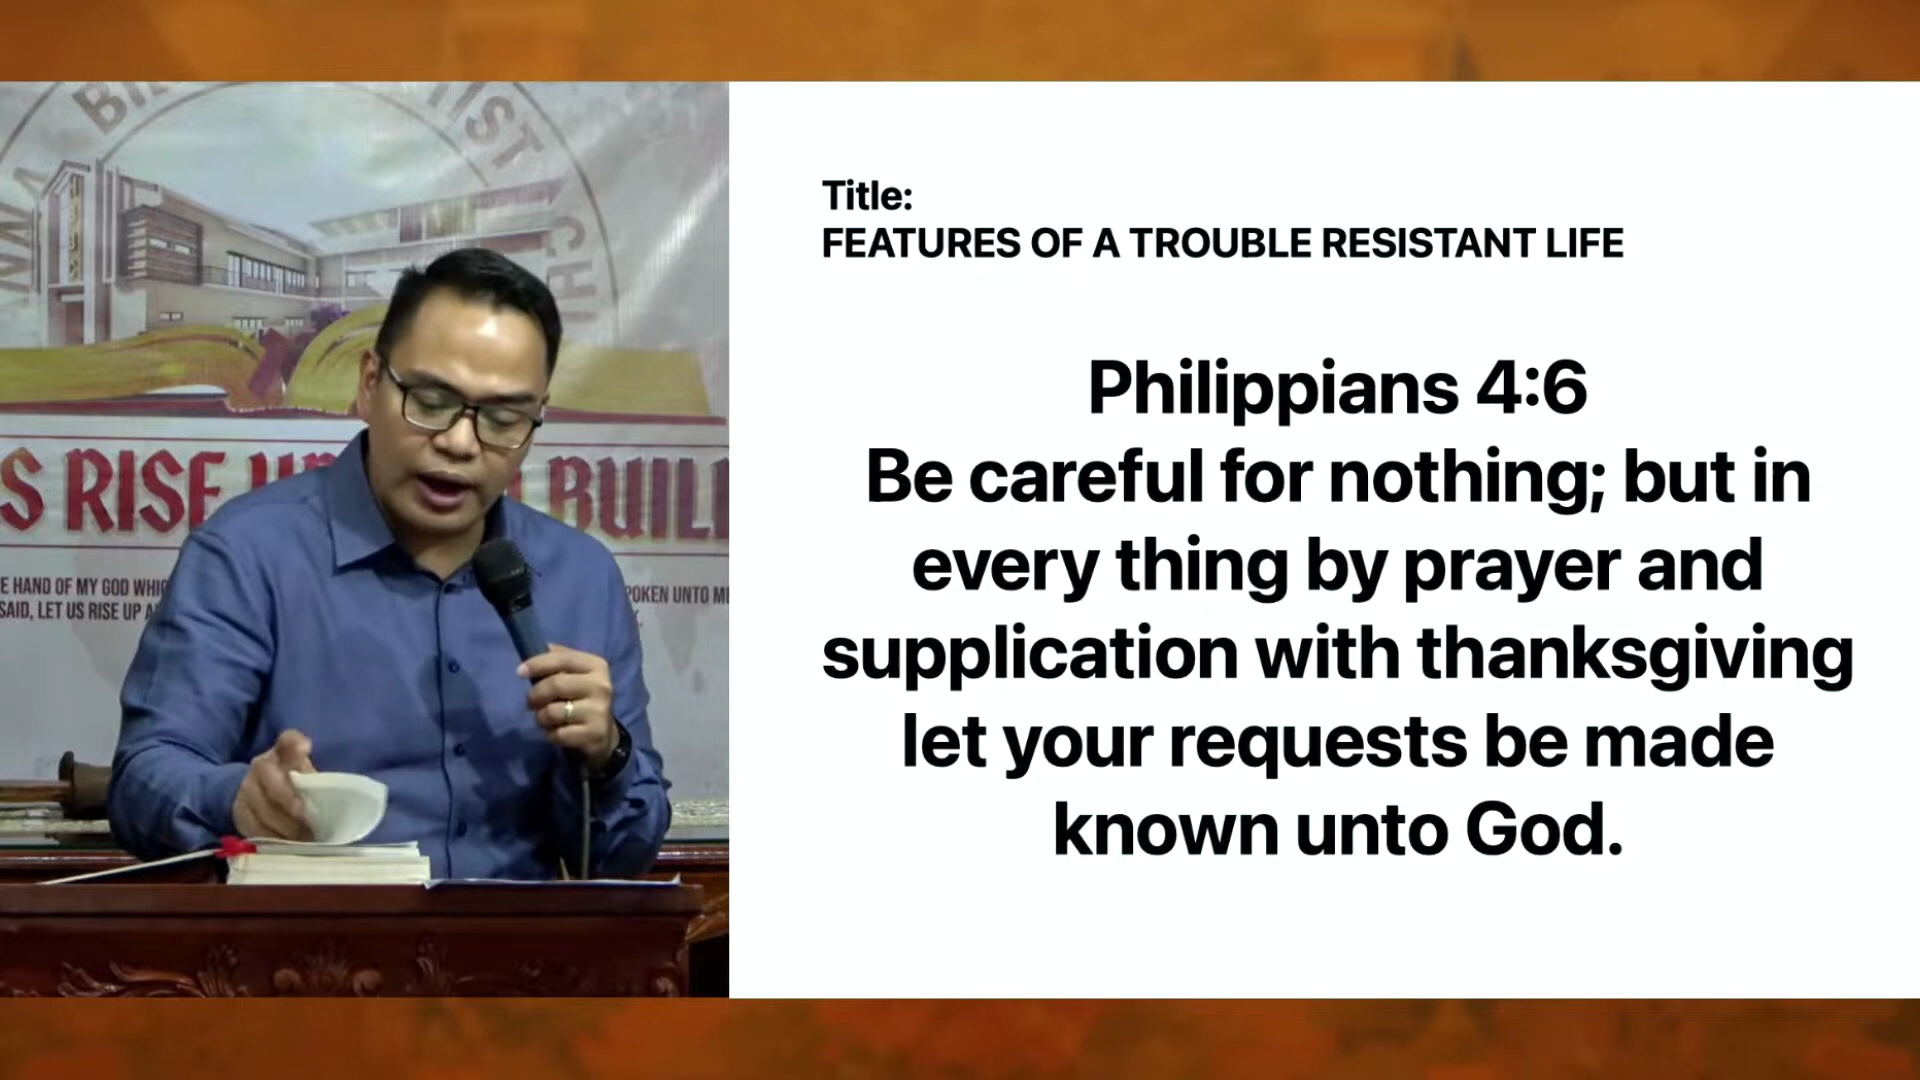 Title:
FEATURES OF A TROUBLE RESISTANT LIFE
Philippians 4:6
Be careful for nothing; but in
every thing by prayer and
supplication with thanksgiving
let your requests be made
known unto God.
S RISE BUIL
E HAND OF MY GOD WHIC POKEN UNTO ME
SAID, LET US RISE UP A